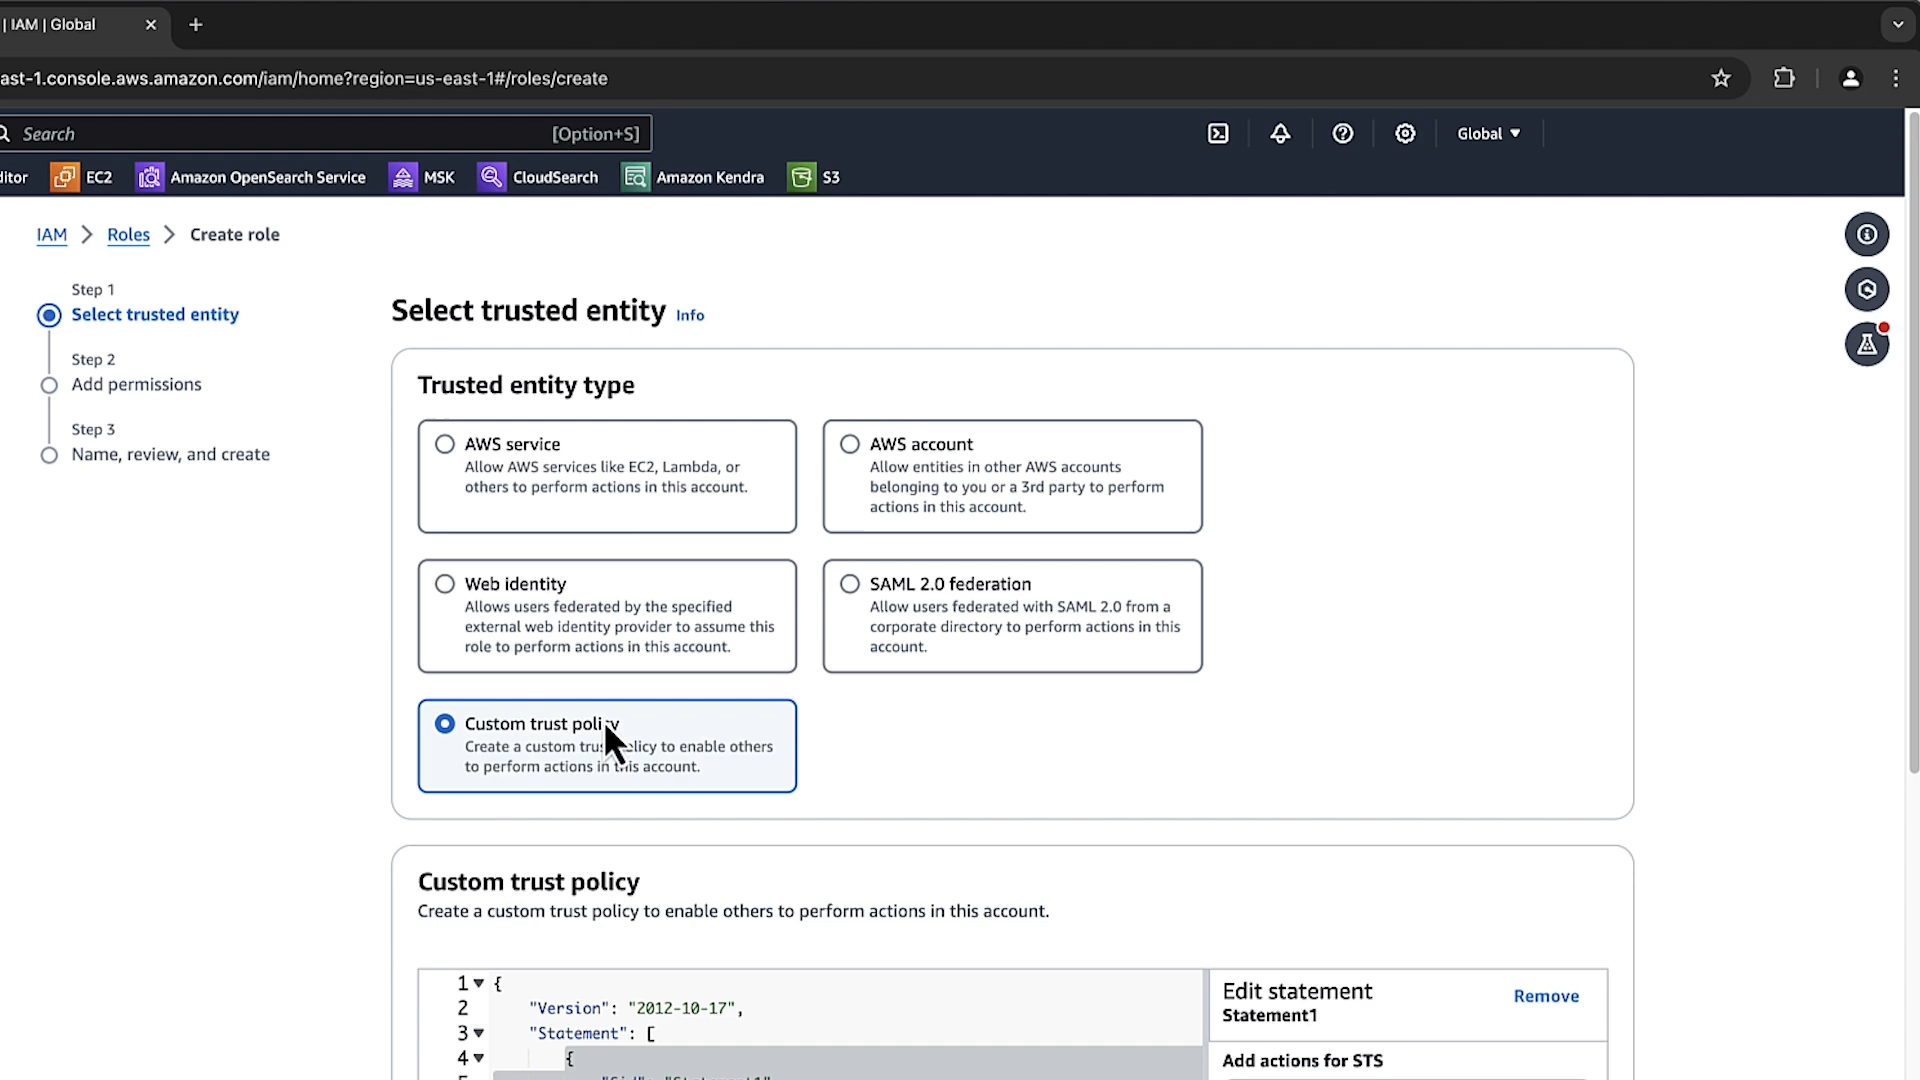 | IAM | Global
ast-1.console.aws.amazon.com/iam/home?region=us-east-1#/roles/create
Search [Option+S] Global
ditor EC2 Amazon OpenSearch Service MSK CloudSearch Amazon Kendra S3
IAM > Roles > Create role
Step 1
Select trusted entity
Step 2
Add permissions
Step 3
Name, review, and create
Select trusted entity Info
Trusted entity type
AWS service
Allow AWS services like EC2, Lambda, or
others to perform actions in this account.
AWS account
Allow entities in other AWS accounts
belonging to you or a 3rd party to perform
actions in this account.
Web identity
Allows users federated by the specified
external web identity provider to assume this
role to perform actions in this account.
SAML 2.0 federation
Allow users federated with SAML 2.0 from a
corporate directory to perform actions in this
account.
Custom trust policy
Create a custom trust policy to enable others
to perform actions in this account.
Custom trust policy
Create a custom trust policy to enable others to perform actions in this account.
1 {
2 "Version": "2012-10-17",
3 "Statement": [
4 {
5 "Sid": "Statement1"
Edit statement Remove
Statement1
Add actions for STS